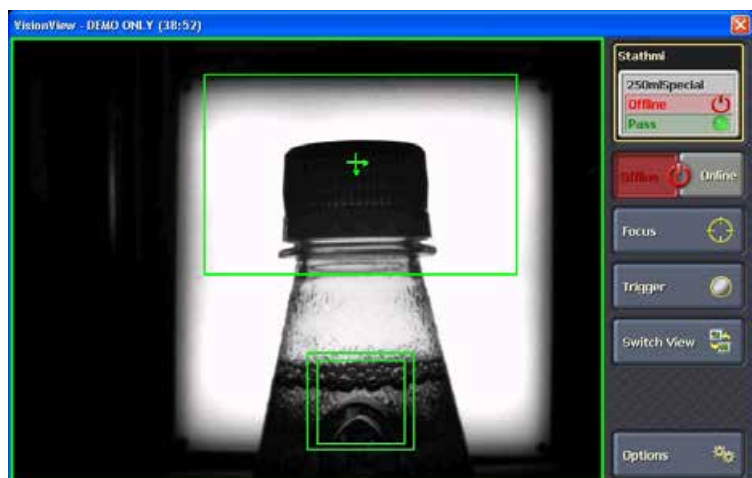 VisionView - DEMO ONLY (38:52)
Stathmi
250mlSpecial
Offline
Pass
Offline
Online
Focus
Trigger
Switch View
Options